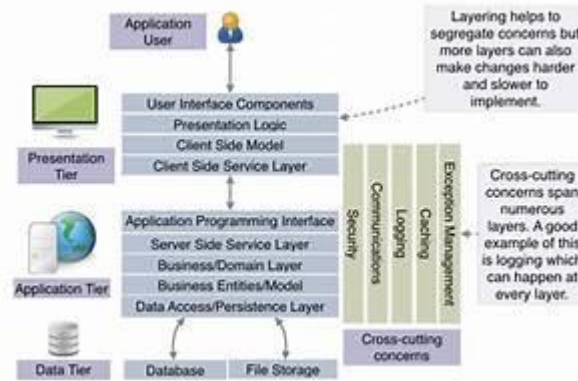 Application
User
Layering helps to
segregate concerns but
more layers can also
make changes harder
and slower to
implement.
User Interface Components
Presentation Logic
Client Side Model
Client Side Service Layer
Presentation
Tier
Application Programming Interface
Server Side Service Layer
Business/Domain Layer
Business Entities/Model
Data Access/Persistence Layer
Application Tier
Security
Communications
Logging
Caching
Exception Management
Cross-cutting
concerns span
numerous
layers. A good
example of this
is logging which
can happen at
every layer.
Cross-cutting
concerns
Data Tier
Database
File Storage